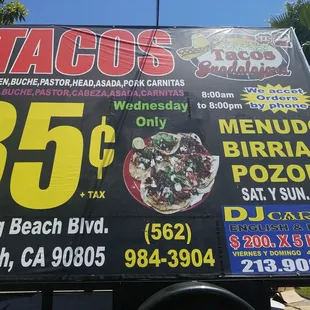 TACOS
Tacos
Guadalajara
EN,BUCHE,PASTOR,HEAD,ASADA,PORK CARNITAS
BUCHE,PASTOR,CABEZA,ASADA,CARNITAS
85¢
+ TAX
Wednesday
Only
8:00am
to 8:00pm
We accept
Orders
by phone
MENUDO
BIRRIA
POZOL
SAT. Y SUN.
g Beach Blvd.
h, CA 90805
(562)
984-3904
DJ
ENGLISH &
$ 200. X 5
VIERNES Y DOMINGO
213.90